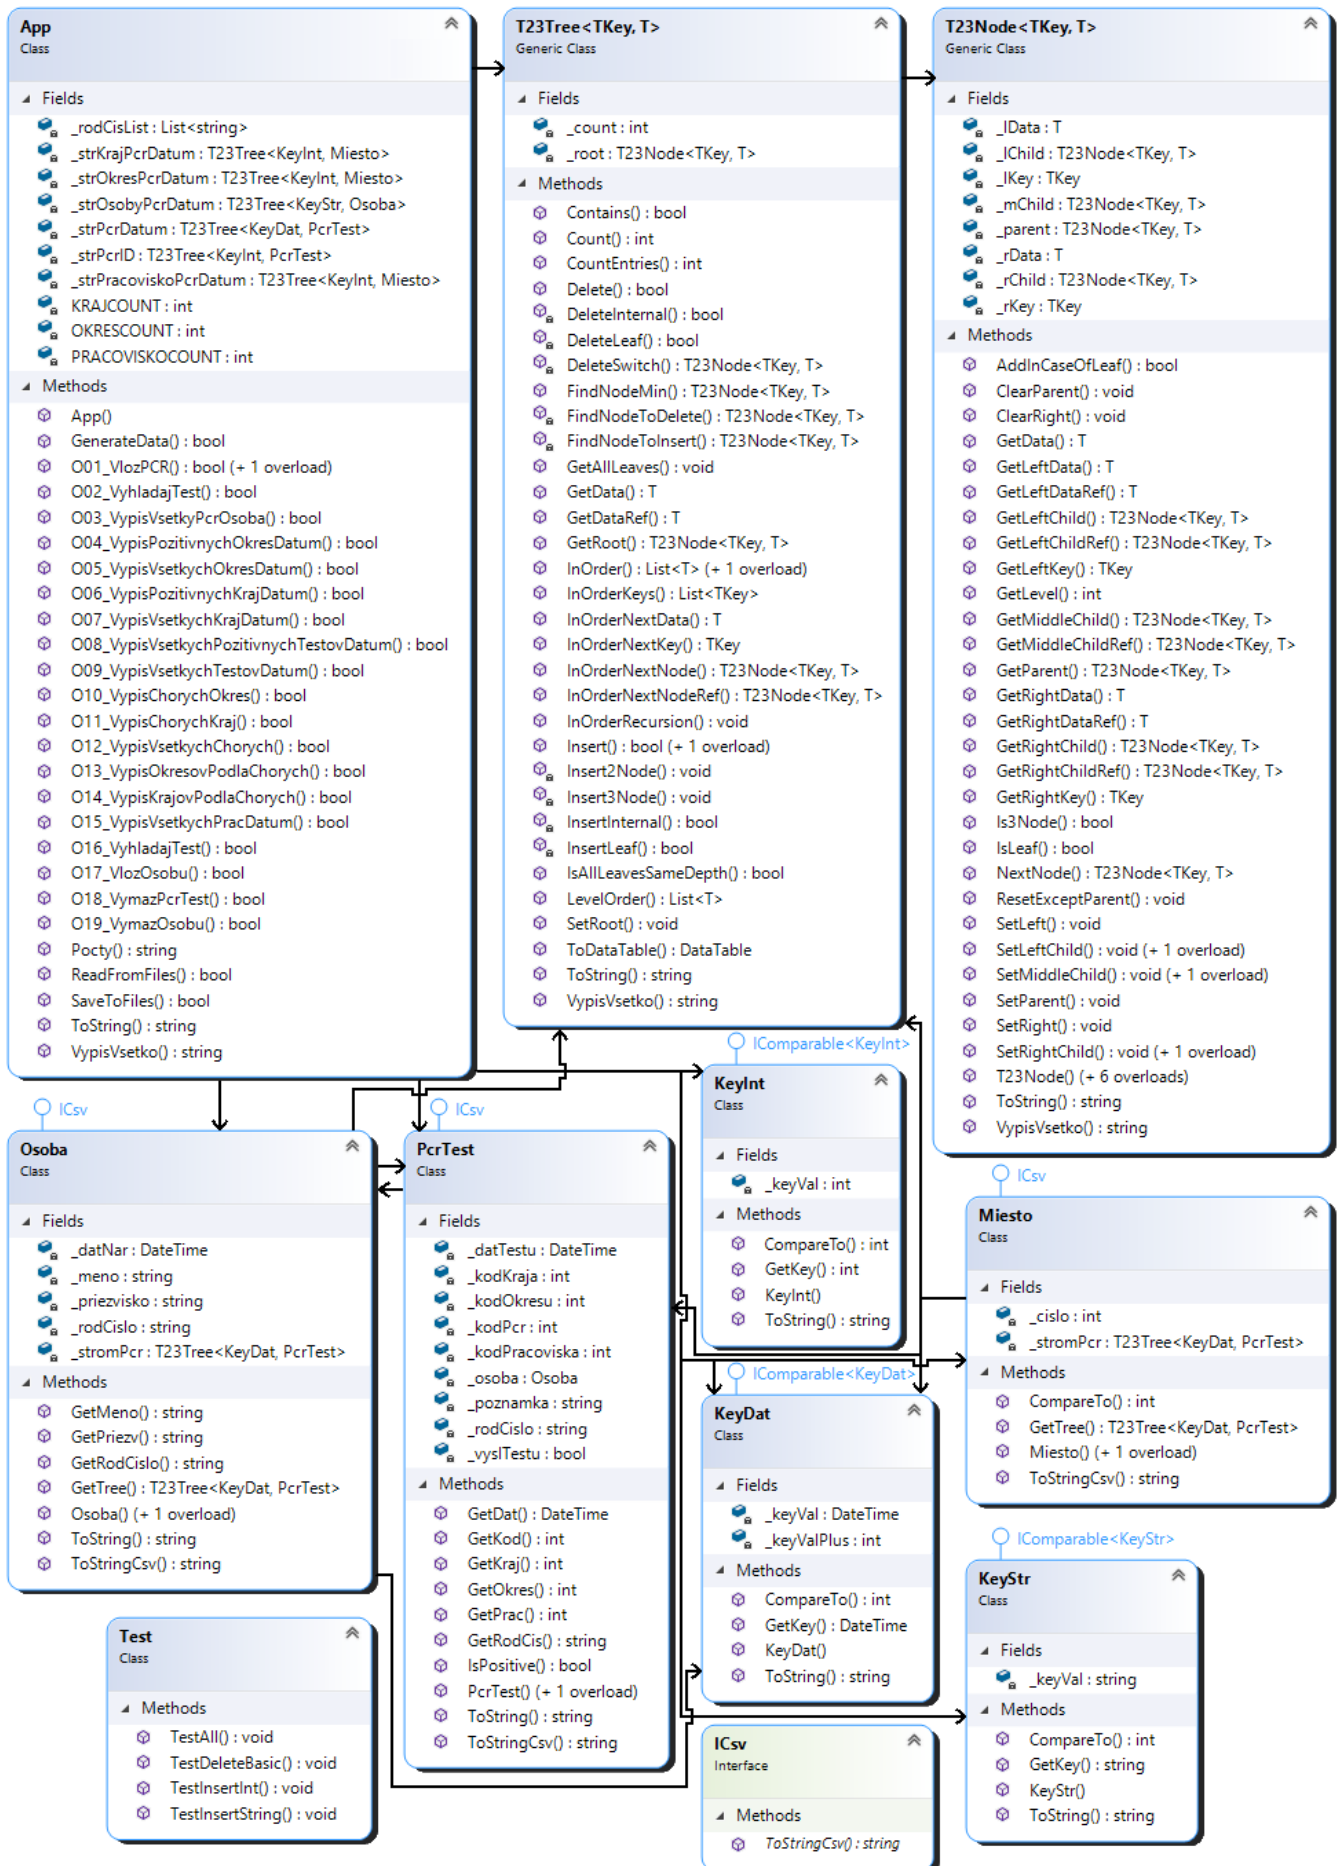 App
Class
Fields
_rodCisList : List<string>
_strKrajPcrDatum : T23Tree<KeyInt, Miesto>
_strOkresPcrDatum : T23Tree<KeyInt, Miesto>
_strOsobyPcrDatum : T23Tree<KeyStr, Osoba>
_strPcrDatum : T23Tree<KeyDat, PcrTest>
_strPcrID : T23Tree<KeyInt, PcrTest>
_strPracoviskoPcrDatum : T23Tree<KeyInt, Miesto>
KRAJCOUNT : int
OKRESCOUNT : int
PRACOVISKOCOUNT : int
Methods
App()
GenerateData() : bool
O01_VlozPCR() : bool (+ 1 overload)
O02_VyhladajTest() : bool
O03_VypisVsetkyPcrOsoba() : bool
O04_VypisPozitivnychOkresDatum() : bool
O05_VypisVsetkychOkresDatum() : bool
O06_VypisPozitivnychKrajDatum() : bool
O07_VypisVsetkychKrajDatum() : bool
O08_VypisVsetkychPozitivnychTestovDatum() : bool
O09_VypisVsetkychTestovDatum() : bool
O10_VypisChorychOkres() : bool
O11_VypisChorychKraj() : bool
O12_VypisVsetkychChorych() : bool
O13_VypisOkresovPodlaChorych() : bool
O14_VypisKrajovPodlaChorych() : bool
O15_VypisVsetkychPracDatum() : bool
O16_VyhladajTest() : bool
O17_VlozOsobu() : bool
O18_VymazPcrTest() : bool
O19_VymazOsobu() : bool
Pocty() : string
ReadFromFiles() : bool
SaveToFiles() : bool
ToString() : string
VypisVsetko() : string
T23Tree<TKey, T>
Generic Class
Fields
_count : int
_root : T23Node<TKey, T>
Methods
Contains() : bool
Count() : int
CountEntries() : int
Delete() : bool
DeleteInternal() : bool
DeleteLeaf() : bool
DeleteSwitch() : T23Node<TKey, T>
FindNodeMin() : T23Node<TKey, T>
FindNodeToDelete() : T23Node<TKey, T>
FindNodeToInsert() : T23Node<TKey, T>
GetAllLeaves() : void
GetData() : T
GetDataRef() : T
GetRoot() : T23Node<TKey, T>
InOrder() : List<T> (+ 1 overload)
InOrderKeys() : List<TKey>
InOrderNextData() : T
InOrderNextKey() : TKey
InOrderNextNode() : T23Node<TKey, T>
InOrderNextNodeRef() : T23Node<TKey, T>
InOrderRecursion() : void
Insert() : bool (+ 1 overload)
Insert2Node() : void
Insert3Node() : void
InsertInternal() : bool
InsertLeaf() : bool
IsAllLeavesSameDepth() : bool
LevelOrder() : List<T>
SetRoot() : void
ToDataTable() : DataTable
ToString() : string
VypisVsetko() : string
T23Node<TKey, T>
Generic Class
Fields
_lData : T
_lChild : T23Node<TKey, T>
_lKey : TKey
_mChild : T23Node<TKey, T>
_parent : T23Node<TKey, T>
_rData : T
_rChild : T23Node<TKey, T>
_rKey : TKey
Methods
AddInCaseOfLeaf() : bool
ClearParent() : void
ClearRight() : void
GetData() : T
GetLeftData() : T
GetLeftDataRef() : T
GetLeftChild() : T23Node<TKey, T>
GetLeftChildRef() : T23Node<TKey, T>
GetLeftKey() : TKey
GetLevel() : int
GetMiddleChild() : T23Node<TKey, T>
GetMiddleChildRef() : T23Node<TKey, T>
GetParent() : T23Node<TKey, T>
GetRightData() : T
GetRightDataRef() : T
GetRightChild() : T23Node<TKey, T>
GetRightChildRef() : T23Node<TKey, T>
GetRightKey() : TKey
Is3Node() : bool
IsLeaf() : bool
NextNode() : T23Node<TKey, T>
ResetExceptParent() : void
SetLeft() : void
SetLeftChild() : void (+ 1 overload)
SetMiddleChild() : void (+ 1 overload)
SetParent() : void
SetRight() : void
SetRightChild() : void (+ 1 overload)
T23Node() (+ 6 overloads)
ToString() : string
VypisVsetko() : string
ICsv
Osoba
Class
Fields
_datNar : DateTime
_meno : string
_priezvisko : string
_rodCislo : string
_stromPcr : T23Tree<KeyDat, PcrTest>
Methods
GetMeno() : string
GetPriezv() : string
GetRodCislo() : string
GetTree() : T23Tree<KeyDat, PcrTest>
Osoba() (+ 1 overload)
ToString() : string
ToStringCsv() : string
ICsv
PcrTest
Class
Fields
_datTestu : DateTime
_kodKraja : int
_kodOkresu : int
_kodPcr : int
_kodPracoviska : int
_osoba : Osoba
_poznamka : string
_rodCislo : string
_vyslTestu : bool
Methods
GetDat() : DateTime
GetKod() : int
GetKraj() : int
GetOkres() : int
GetPrac() : int
GetRodCis() : string
IsPositive() : bool
PcrTest() (+ 1 overload)
ToString() : string
ToStringCsv() : string
IComparable<KeyInt>
KeyInt
Class
Fields
_keyVal : int
Methods
CompareTo() : int
GetKey() : int
KeyInt()
ToString() : string
ICsv
Miesto
Class
Fields
_cislo : int
_stromPcr : T23Tree<KeyDat, PcrTest>
Methods
CompareTo() : int
GetTree() : T23Tree<KeyDat, PcrTest>
Miesto() (+ 1 overload)
ToStringCsv() : string
IComparable<KeyDat>
KeyDat
Class
Fields
_keyVal : DateTime
_keyValPlus : int
Methods
CompareTo() : int
GetKey() : DateTime
KeyDat()
ToString() : string
IComparable<KeyStr>
KeyStr
Class
Fields
_keyVal : string
Methods
CompareTo() : int
GetKey() : string
KeyStr()
ToString() : string
Test
Class
Methods
TestAll() : void
TestDeleteBasic() : void
TestInsertInt() : void
TestInsertString() : void
ICsv
Interface
Methods
ToStringCsv() : string